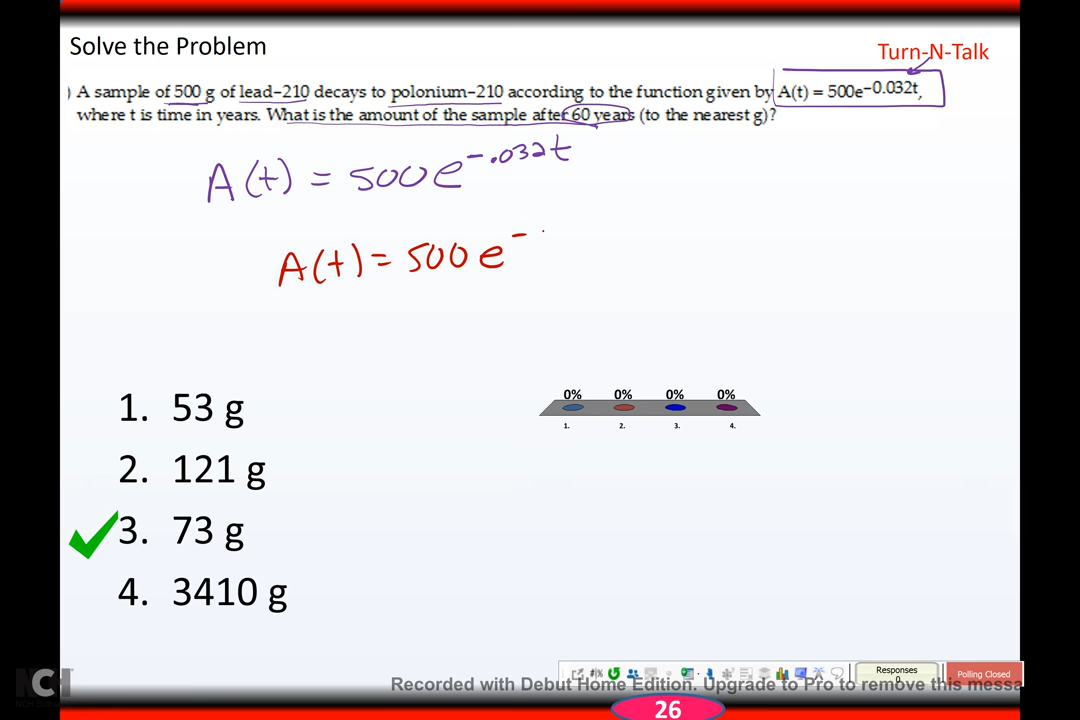 Solve the Problem
Turn-N-Talk
) A sample of 500 g of lead-210 decays to polonium-210 according to the function given by A(t) = 500e^-0.032t,
where t is time in years. What is the amount of the sample after 60 years (to the nearest g)?
A(t) = 500e^-.032t
A(t) = 500e^-.
1. 53 g
2. 121 g
3. 73 g
4. 3410 g
0% 0% 0% 0%
1. 2. 3. 4.
Responses
0
Polling Closed
NCH
Recorded with Debut Home Edition. Upgrade to Pro to remove this messa
26